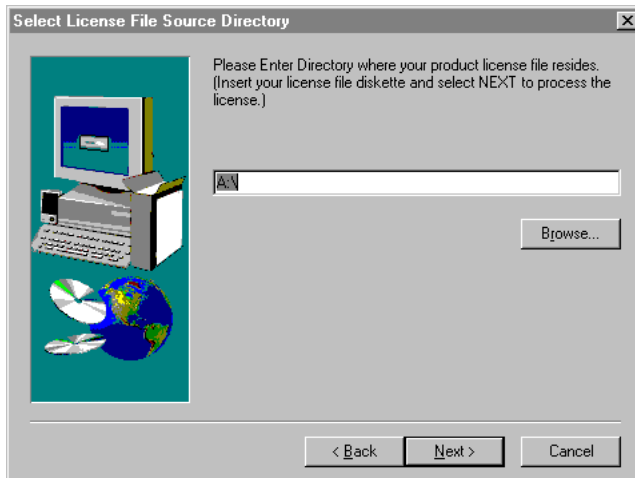 Select License File Source Directory
Please Enter Directory where your product license file resides.
(Insert your license file diskette and select NEXT to process the
license.)
A:\
Browse...
< Back
Next >
Cancel